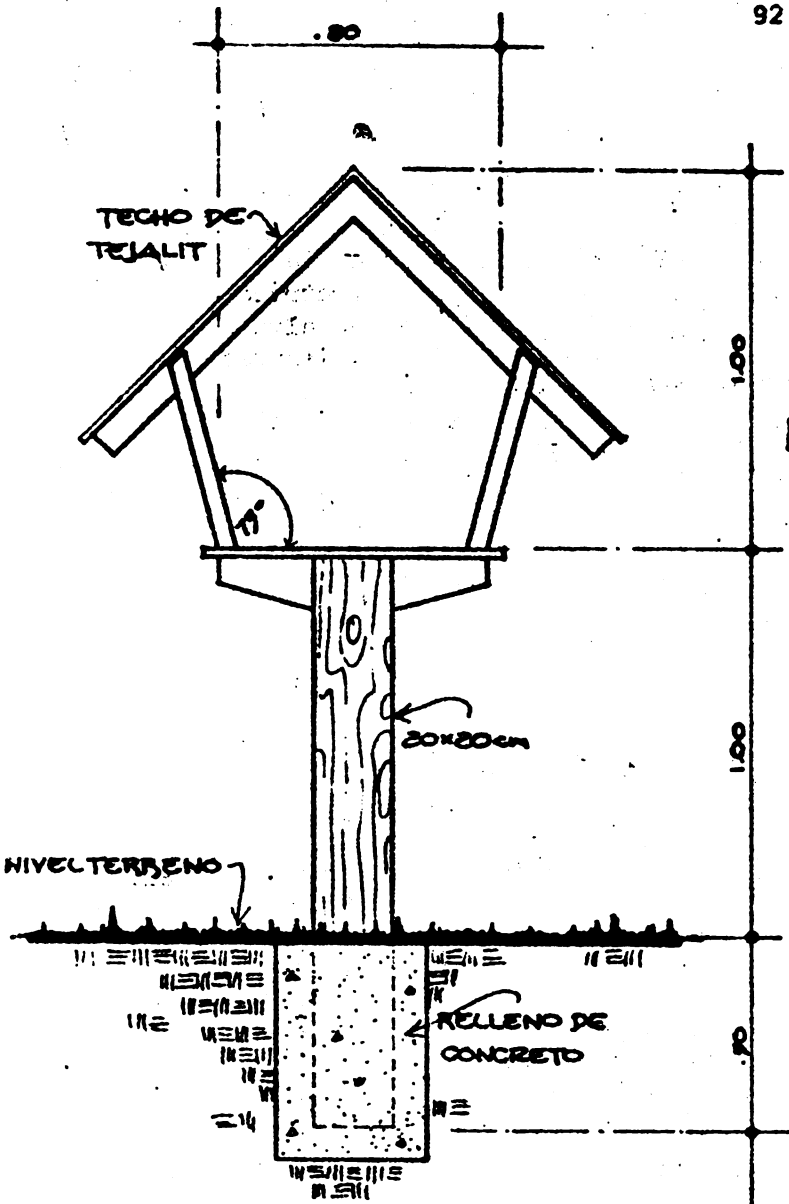 92
.80
TECHO DE
TEJALIT
1.00
20x20cm
1.00
NIVEL TERRENO
RELLENO DE
CONCRETO
.50